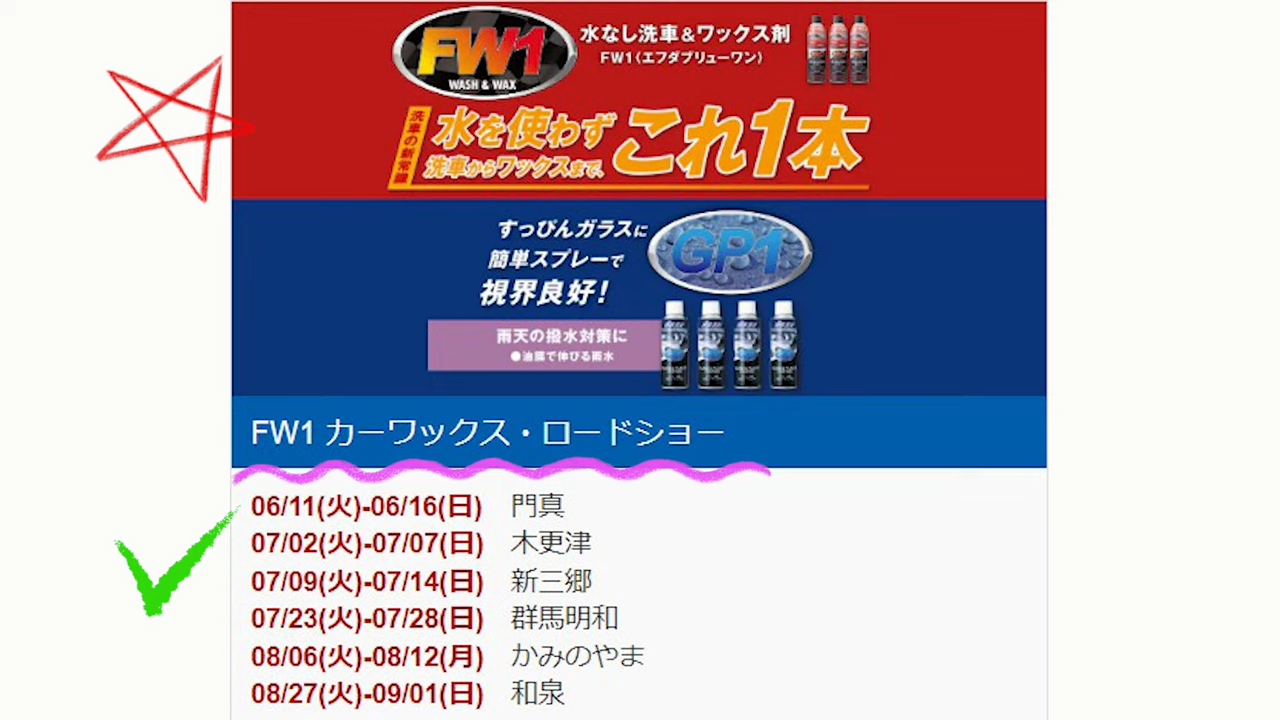 FW1
WASH & WAX
水なし洗車&ワックス剤
FW1(エフダブリューワン)
洗車の新常識
水を使わず
洗車からワックスまで、
これ1本
すっぴんガラスに
簡単スプレーで
視界良好!
GP1
雨天の撥水対策に
●油膜で伸びる雨水
FW1 カーワックス・ロードショー
06/11(火)-06/16(日) 門真
07/02(火)-07/07(日) 木更津
07/09(火)-07/14(日) 新三郷
07/23(火)-07/28(日) 群馬明和
08/06(火)-08/12(月) かみのやま
08/27(火)-09/01(日) 和泉